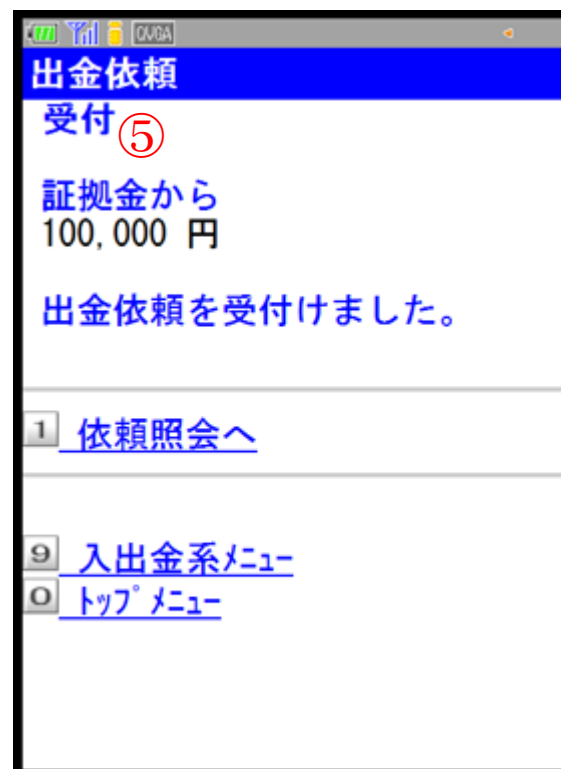 QVGA
出金依頼
受付⑤
証拠金から
100,000 円
出金依頼を受付けました。
1 依頼照会へ
9 入出金系ﾒﾆｭｰ
0 ﾄｯﾌﾟﾒﾆｭｰ